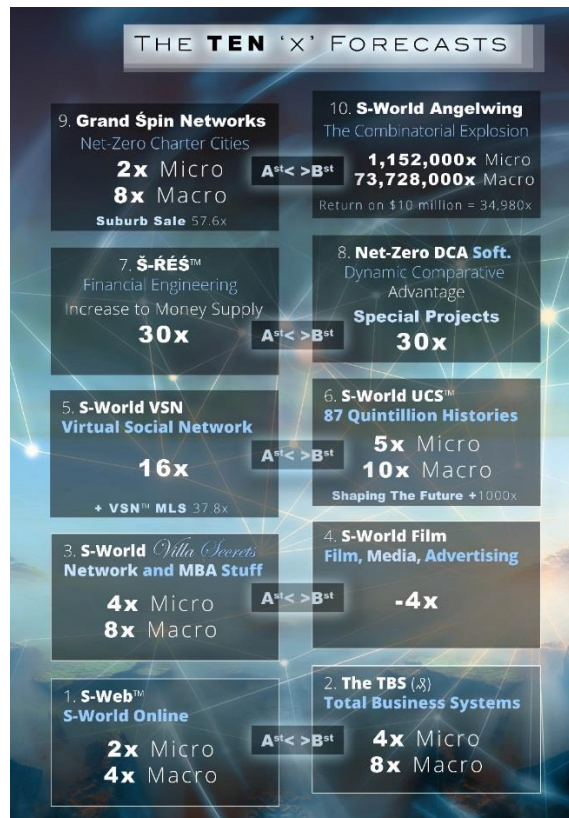 THE TEN ‘X’ FORECASTS
9. Grand Śpin Networks
Net-Zero Charter Cities
2x Micro
8x Macro
Suburb Sale 57.6x
Aˢᵗ< >Bˢᵗ
10. S-World Angelwing
The Combinatorial Explosion
1,152,000x Micro
73,728,000x Macro
Return on $10 million = 34,980x
7. Š-ŔÉŚ™
Financial Engineering
Increase to Money Supply
30x
Aˢᵗ< >Bˢᵗ
8. Net-Zero DCA Soft.
Dynamic Comparative
Advantage
Special Projects
30x
5. S-World VSN
Virtual Social Network
16x
+ VSN™ MLS 37.8x
Aˢᵗ< >Bˢᵗ
6. S-World UCS™
87 Quintillion Histories
5x Micro
10x Macro
Shaping The Future +1000x
3. S-World Villa Secrets
Network and MBA Stuff
4x Micro
8x Macro
Aˢᵗ< >Bˢᵗ
4. S-World Film
Film, Media, Advertising
-4x
1. S-Web™
S-World Online
2x Micro
4x Macro
Aˢᵗ< >Bˢᵗ
2. The TBS
Total Business Systems
4x Micro
8x Macro